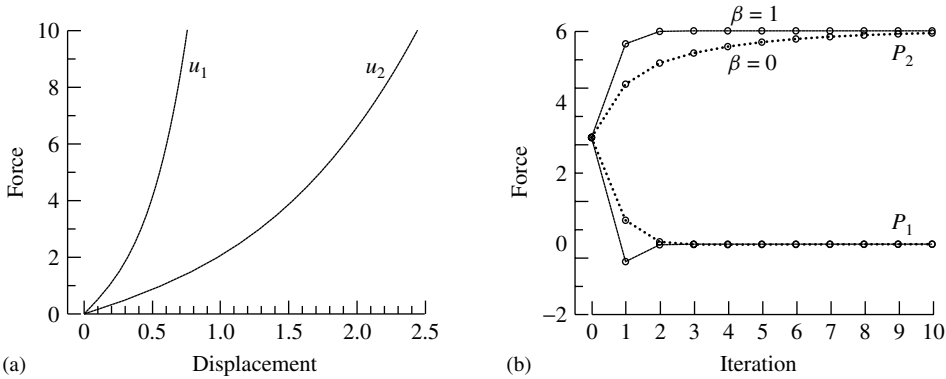 10
8
6
4
2
0
Force
u1
u2
0.0 0.5 1.0 1.5 2.0 2.5
Displacement
(a)
6
4
2
0
−2
Force
β = 1
β = 0
P2
P1
0 1 2 3 4 5 6 7 8 9 10
Iteration
(b)